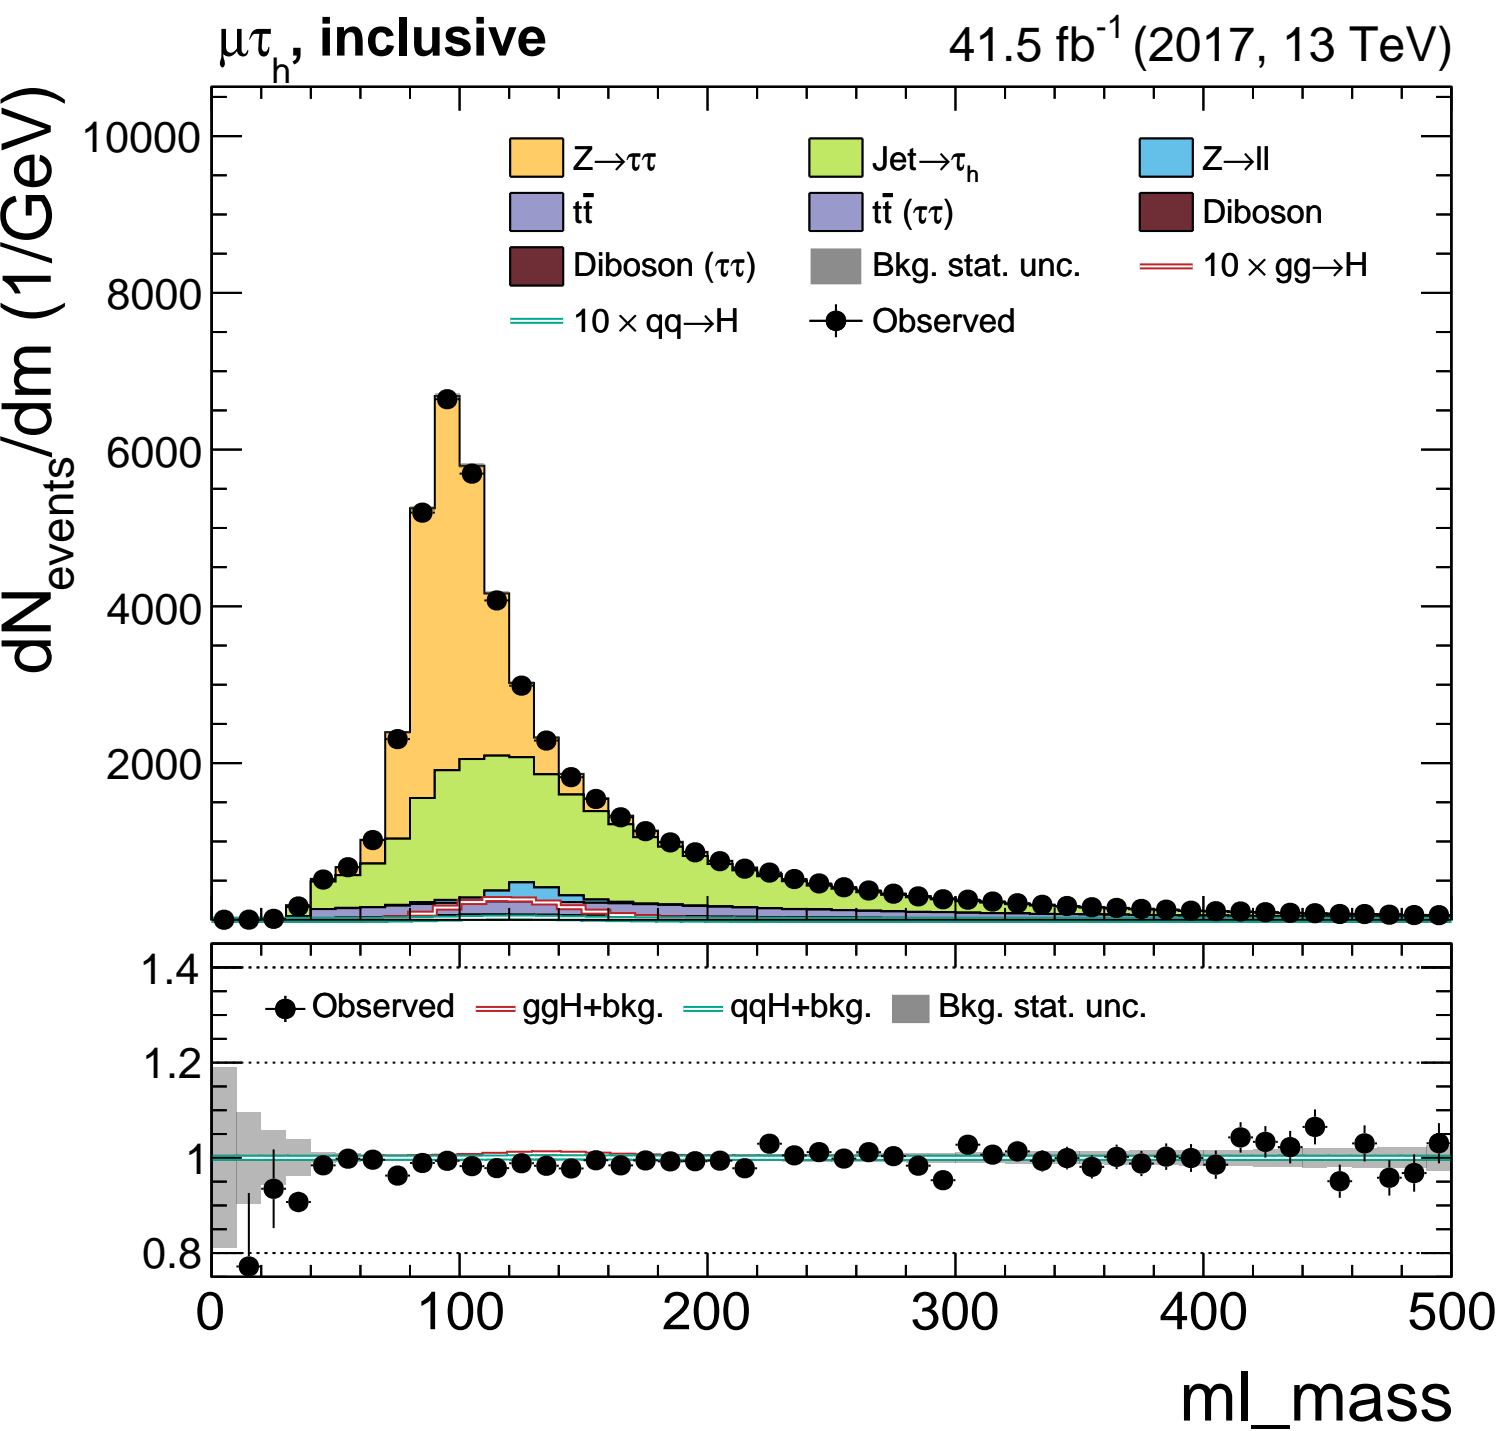 μτh, inclusive
41.5 fb-1 (2017, 13 TeV)
dNevents/dm (1/GeV)
10000
8000
6000
4000
2000
Z→ττ Jet→τh Z→ll
tt̄ tt̄ (ττ) Diboson
Diboson (ττ) Bkg. stat. unc. 10 × gg→H
10 × qq→H Observed
1.4
1.2
1
0.8
Observed ggH+bkg. qqH+bkg. Bkg. stat. unc.
0 100 200 300 400 500
ml_mass